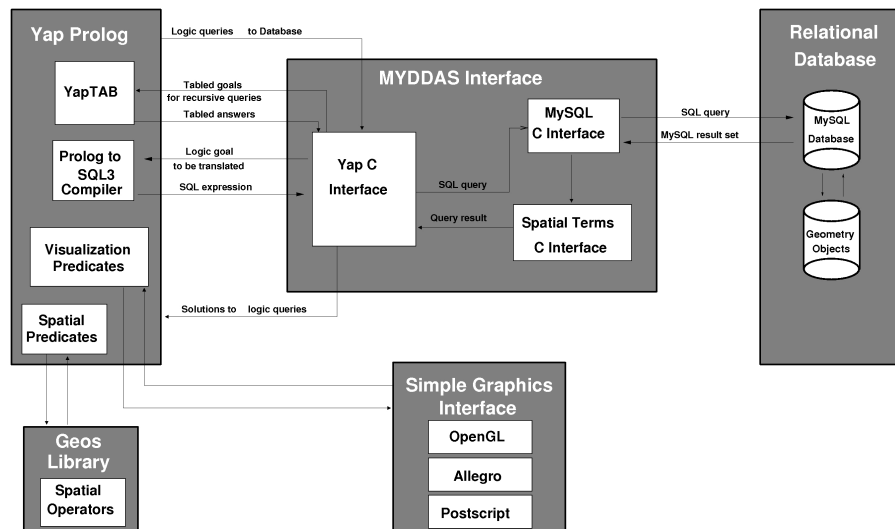 Yap Prolog
YapTAB
Prolog to
SQL3
Compiler
Visualization
Predicates
Spatial
Predicates
Logic queries to Database
Tabled goals
for recursive queries
Tabled answers
Logic goal
to be translated
SQL expression
Solutions to logic queries
MYDDAS Interface
Yap C
Interface
MySQL
C Interface
SQL query
Query result
Spatial Terms
C Interface
SQL query
MySQL result set
Relational
Database
MySQL
Database
Geometry
Objects
Geos
Library
Spatial
Operators
Simple Graphics
Interface
OpenGL
Allegro
Postscript